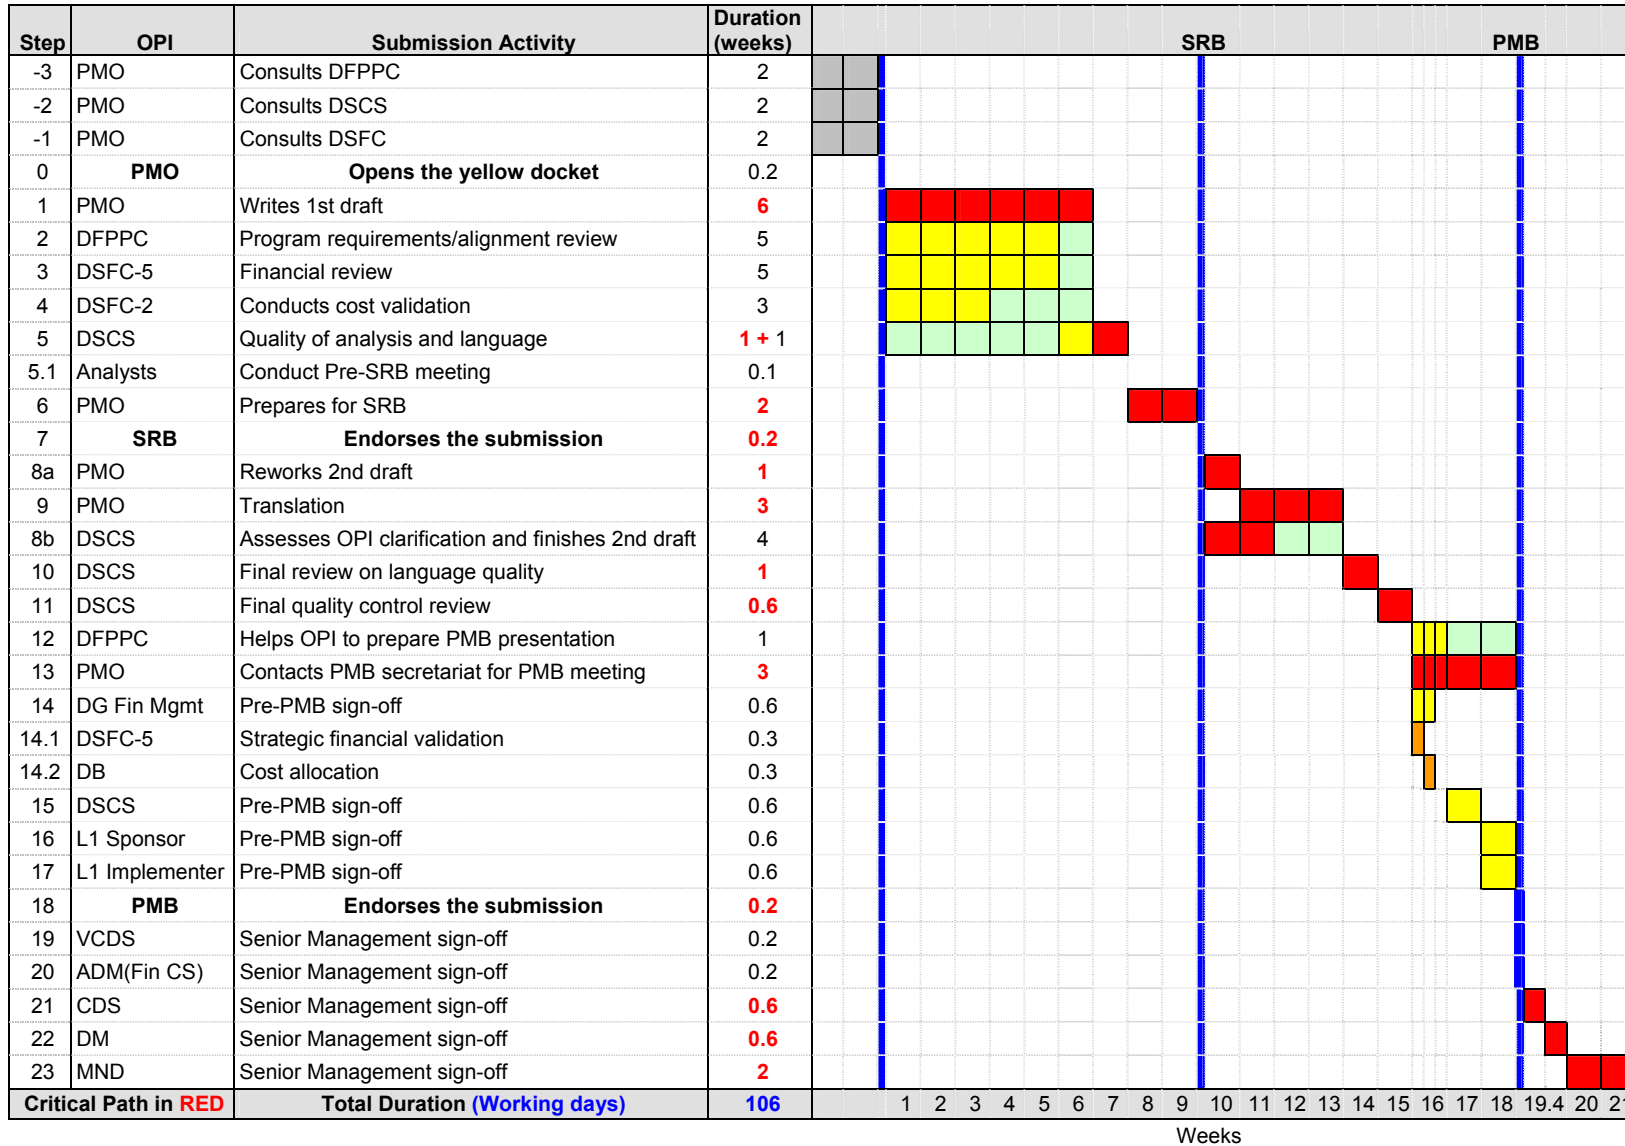 Step OPI Submission Activity Duration (weeks) SRB PMB
-3 PMO Consults DFPPC 2
-2 PMO Consults DSCS 2
-1 PMO Consults DSFC 2
0 PMO Opens the yellow docket 0.2
1 PMO Writes 1st draft 6
2 DFPPC Program requirements/alignment review 5
3 DSFC-5 Financial review 5
4 DSFC-2 Conducts cost validation 3
5 DSCS Quality of analysis and language 1 + 1
5.1 Analysts Conduct Pre-SRB meeting 0.1
6 PMO Prepares for SRB 2
7 SRB Endorses the submission 0.2
8a PMO Reworks 2nd draft 1
9 PMO Translation 3
8b DSCS Assesses OPI clarification and finishes 2nd draft 4
10 DSCS Final review on language quality 1
11 DSCS Final quality control review 0.6
12 DFPPC Helps OPI to prepare PMB presentation 1
13 PMO Contacts PMB secretariat for PMB meeting 3
14 DG Fin Mgmt Pre-PMB sign-off 0.6
14.1 DSFC-5 Strategic financial validation 0.3
14.2 DB Cost allocation 0.3
15 DSCS Pre-PMB sign-off 0.6
16 L1 Sponsor Pre-PMB sign-off 0.6
17 L1 Implementer Pre-PMB sign-off 0.6
18 PMB Endorses the submission 0.2
19 VCDS Senior Management sign-off 0.2
20 ADM(Fin CS) Senior Management sign-off 0.2
21 CDS Senior Management sign-off 0.6
22 DM Senior Management sign-off 0.6
23 MND Senior Management sign-off 2
Critical Path in RED Total Duration (Working days) 106 1 2 3 4 5 6 7 8 9 10 11 12 13 14 15 16 17 18 19.4 20 21
Weeks